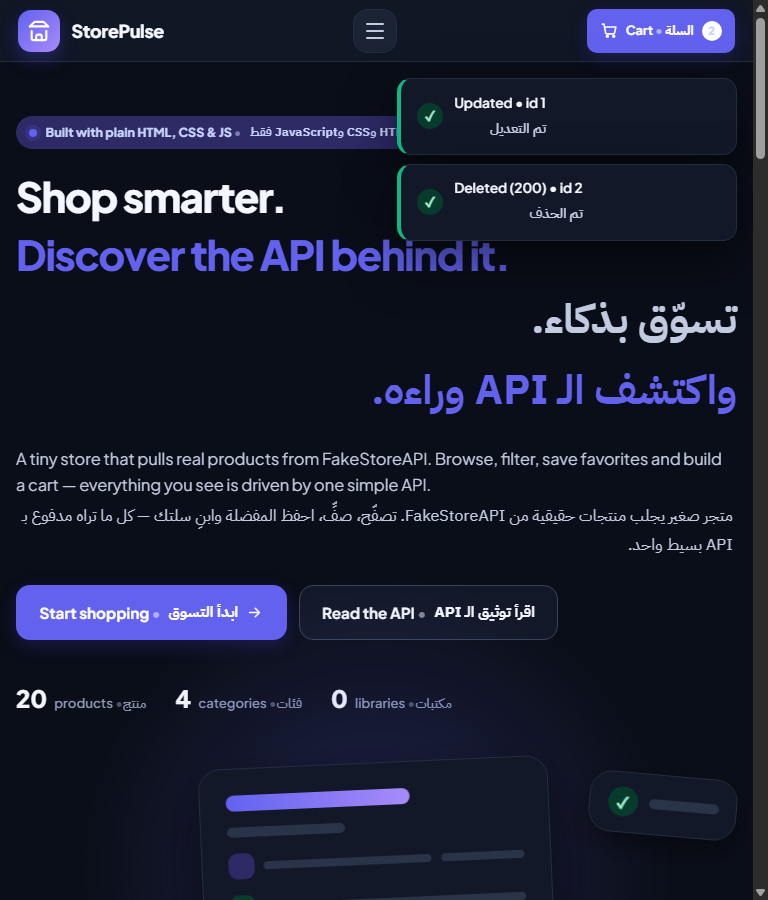 StorePulse
Cart • السلة 2
Updated • id 1
تم التعديل
Deleted (200) • id 2
تم الحذف
Built with plain HTML, CSS & JS • فقط JavaScript و CSS و
Shop smarter.
Discover the API behind it.
تسوّق بذكاء.
واكتشف الـ API وراءه.
A tiny store that pulls real products from FakeStoreAPI. Browse, filter, save favorites and build
a cart — everything you see is driven by one simple API.
متجر صغير يجلب منتجات حقيقية من FakeStoreAPI. تصفّح، صفِّ، احفظ المفضلة وابنِ سلتك — كل ما تراه مدفوع بـ
API بسيط واحد.
Start shopping • ابدأ التسوق →
Read the API • اقرأ توثيق الـ API
20 products • منتج 4 categories • فئات 0 libraries • مكتبات